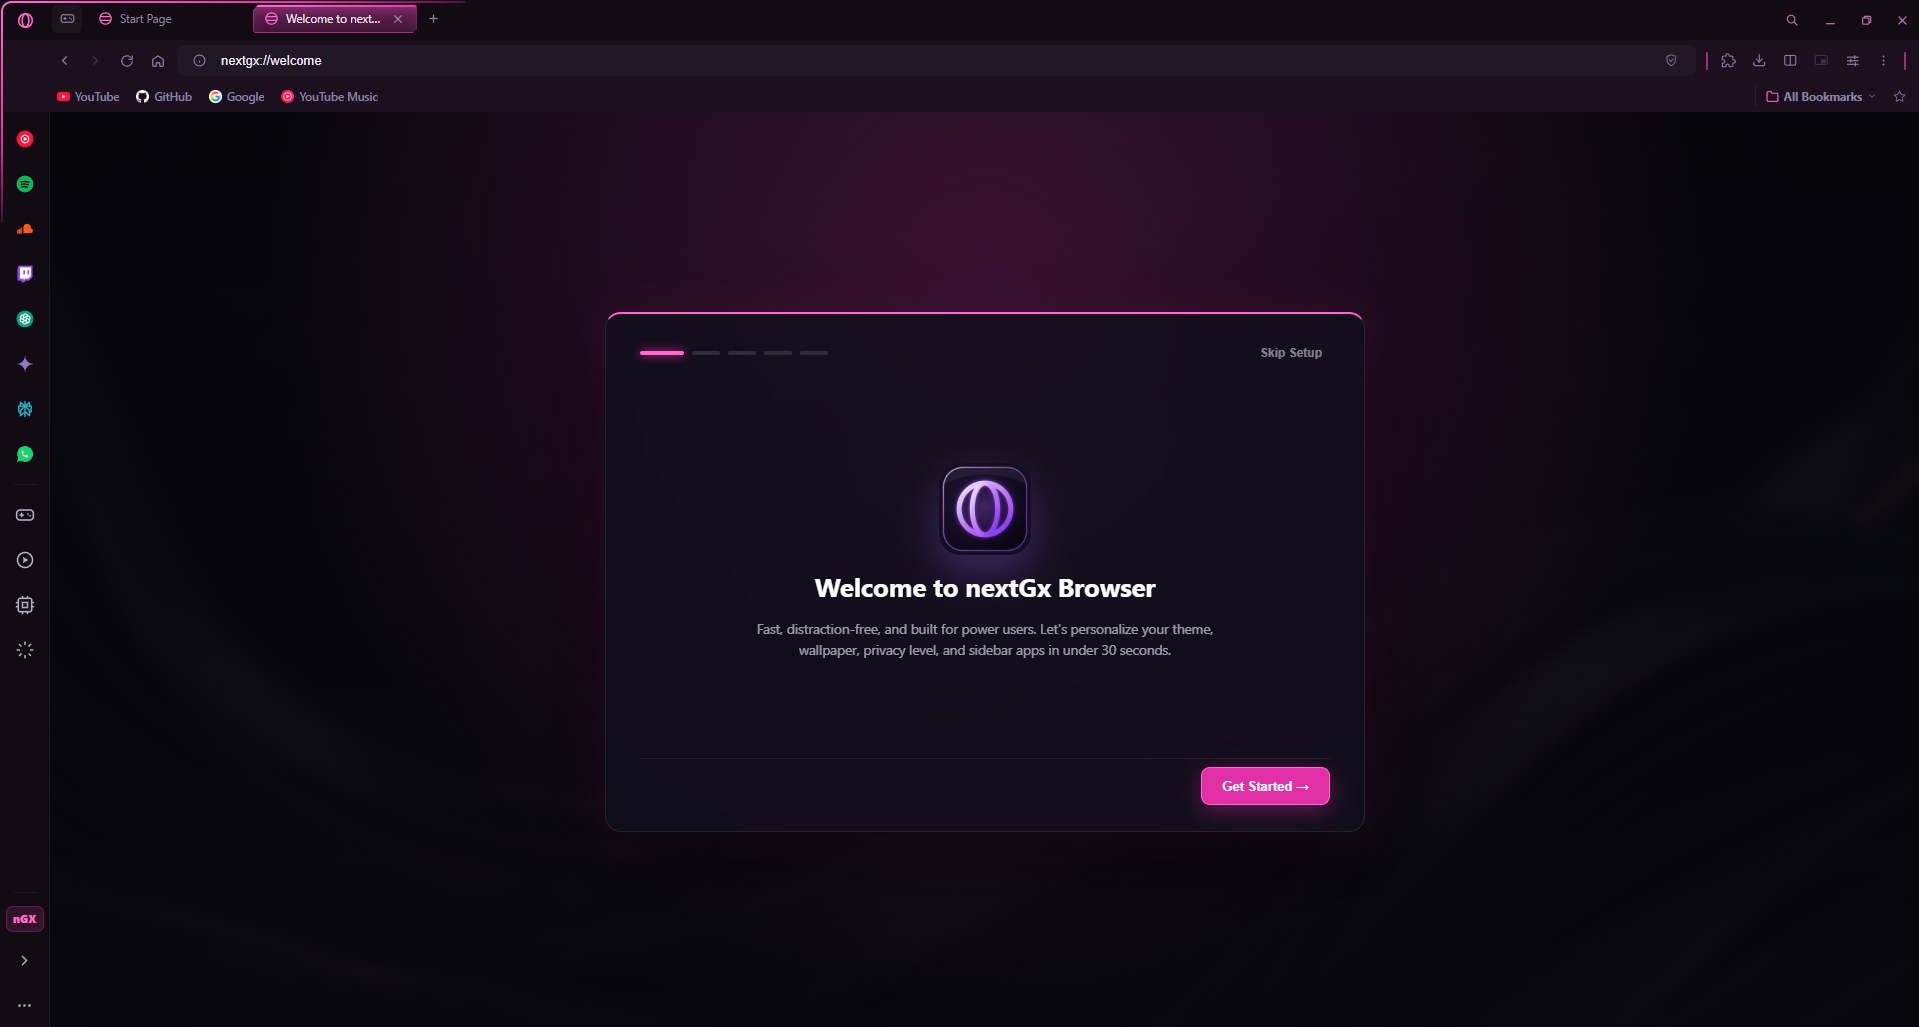 Start Page
Welcome to next...
nextgx://welcome
YouTube
GitHub
Google
YouTube Music
All Bookmarks
Skip Setup
Welcome to nextGx Browser
Fast, distraction-free, and built for power users. Let's personalize your theme,
wallpaper, privacy level, and sidebar apps in under 30 seconds.
Get Started →
nGX